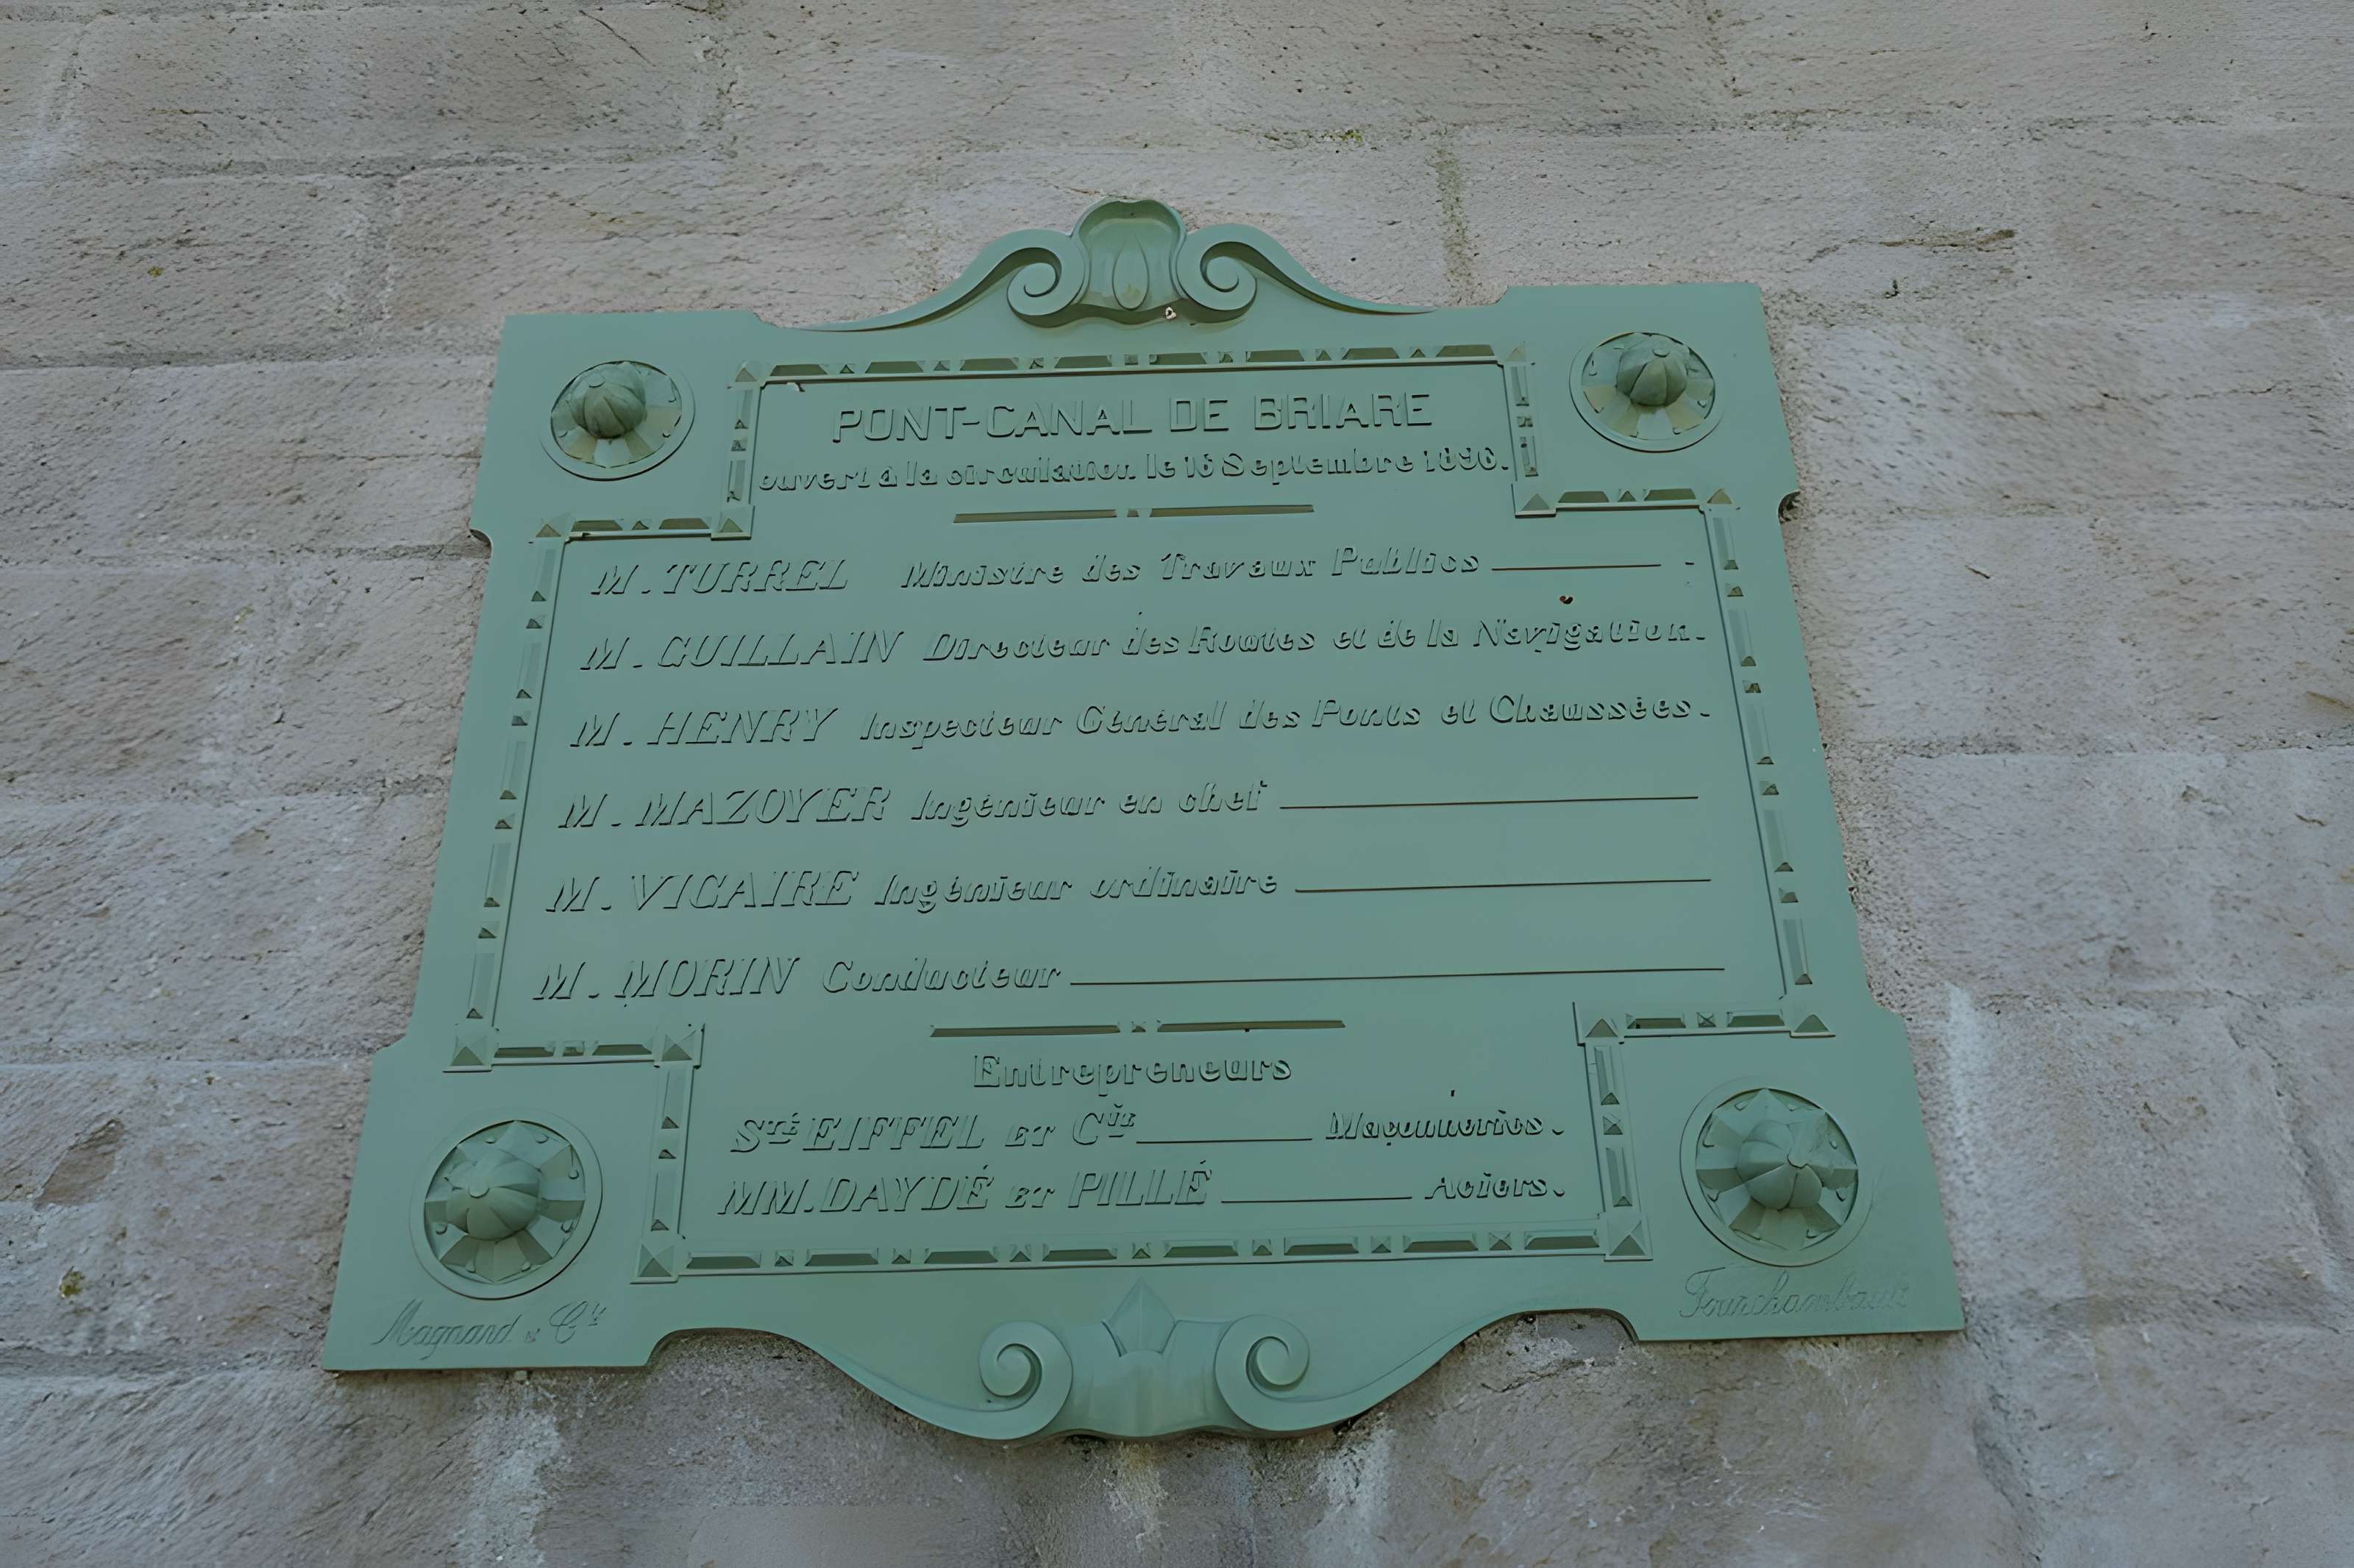 PONT-CANAL DE BRIARE
ouvert à la circulation le 16 Septembre 1896.
M. TURREL Ministre des Travaux Publics
M. GUILLAIN Directeur des Routes et de la Navigation.
M. HENRY Inspecteur Général des Ponts et Chaussées.
M. MAZOYER Ingénieur en chef
M. VICAIRE Ingénieur ordinaire
M. MORIN Conducteur
Entrepreneurs
Sté EIFFEL ET Cie Maçonneries.
MM. DAYDÉ ET PILLÉ Aciers.
Magnard et Cie Fourchambault